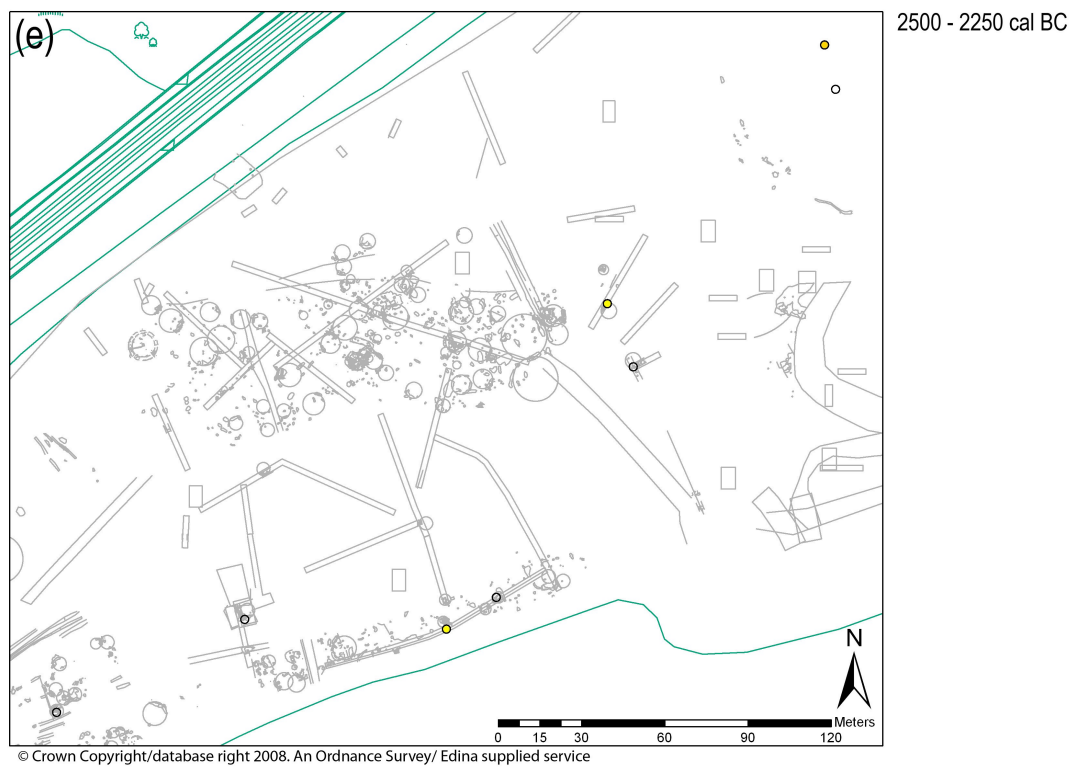 (e)
2500 - 2250 cal BC
N
Meters
0 15 30 60 90 120
© Crown Copyright/database right 2008. An Ordnance Survey/ Edina supplied service